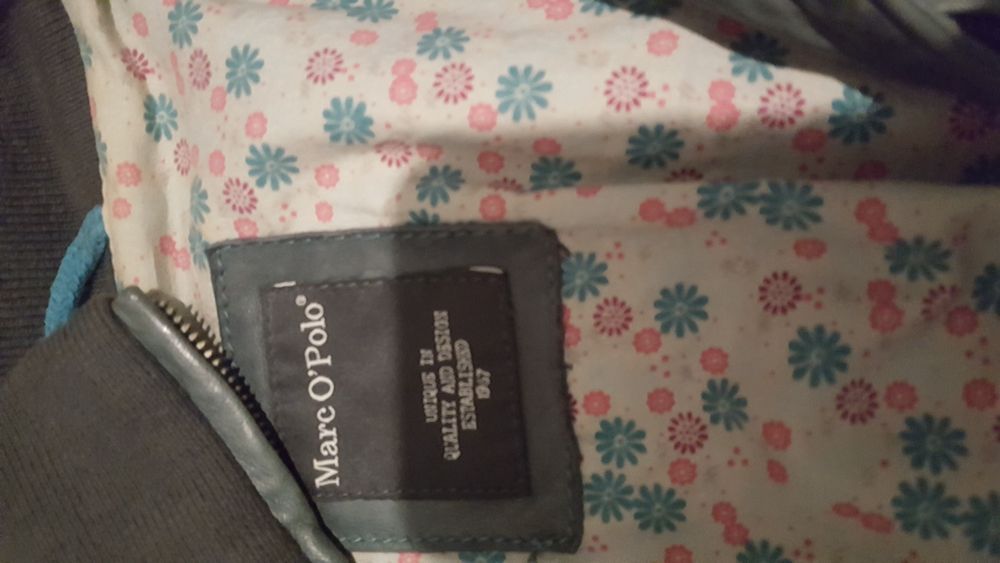 Marc O'Polo®
UNIQUE IN
QUALITY AND DESIGN
ESTABLISHED
1967